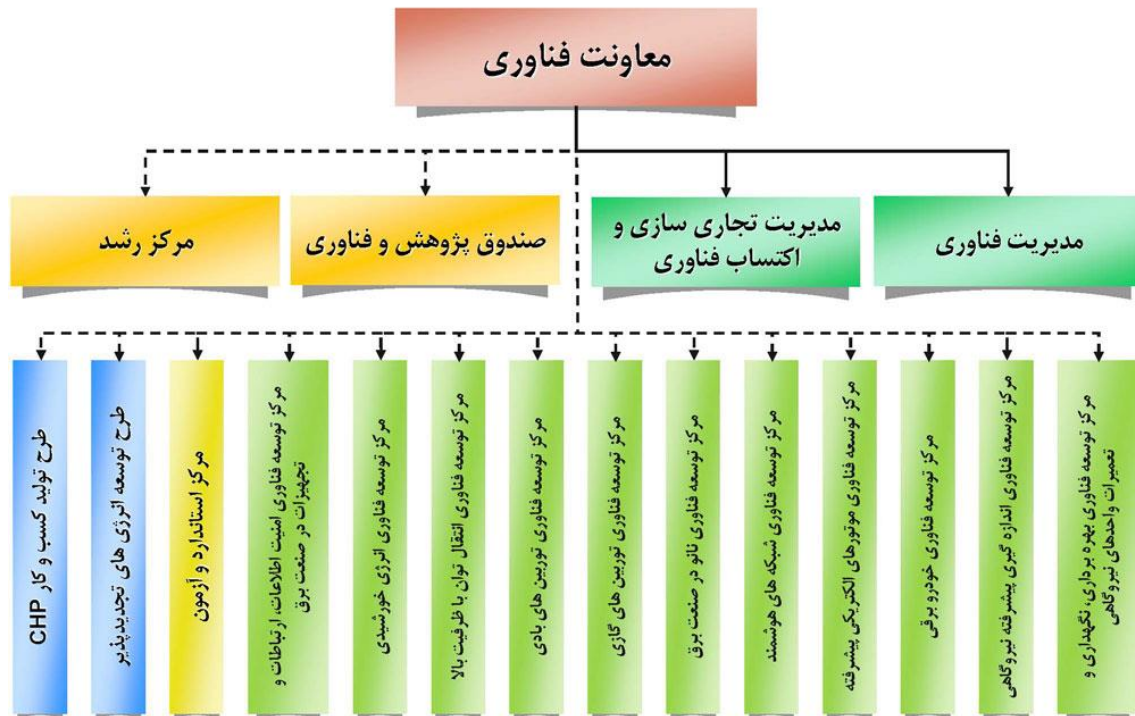 معاونت فناوری
مدیریت فناوری
مدیریت تجاری سازی و
اکتساب فناوری
صندوق پژوهش و فناوری
مرکز رشد
مرکز توسعه فناوری بهره برداری، نگهداری و
تعمیرات واحدهای نیروگاهی
مرکز توسعه فناوری اندازه گیری پیشرفته نیروگاهی
مرکز توسعه فناوری خودرو برقی
مرکز توسعه فناوری موتورهای الکتریکی پیشرفته
مرکز توسعه فناوری شبکه های هوشمند
مرکز توسعه فناوری نانو در صنعت برق
مرکز توسعه فناوری توربین های گازی
مرکز توسعه فناوری توربین های بادی
مرکز توسعه فناوری انتقال توان با ظرفیت بالا
مرکز توسعه فناوری انرژی خورشیدی
مرکز توسعه فناوری امنیت اطلاعات، ارتباطات و
تجهیزات در صنعت برق
مرکز استاندارد و آزمون
طرح توسعه انرژی های تجدیدپذیر
طرح تولید کسب و کار CHP